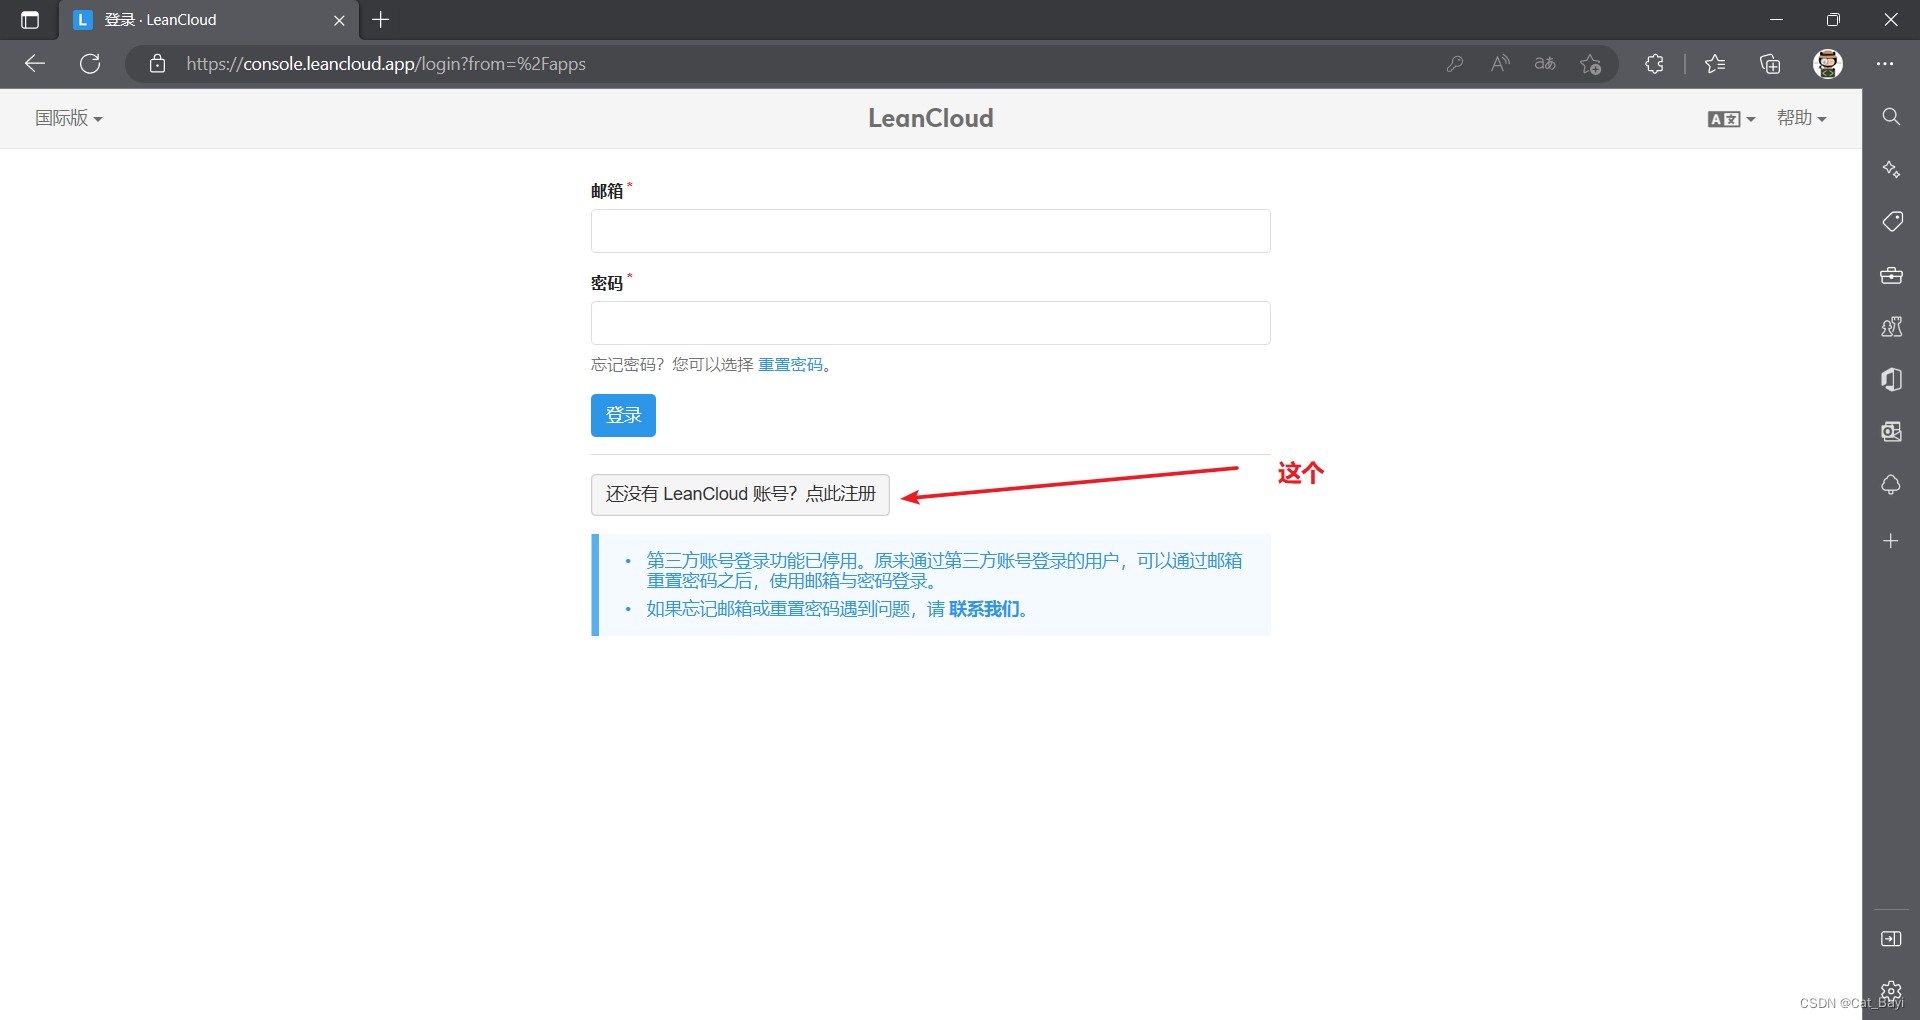 登录 · LeanCloud
https://console.leancloud.app/login?from=%2Fapps
国际版
LeanCloud
帮助
邮箱 *
密码 *
忘记密码？您可以选择 重置密码。
登录
这个
还没有 LeanCloud 账号？点此注册
• 第三方账号登录功能已停用。原来通过第三方账号登录的用户，可以通过邮箱
重置密码之后，使用邮箱与密码登录。
• 如果忘记邮箱或重置密码遇到问题，请 联系我们。
CSDN @Cat_Bayi